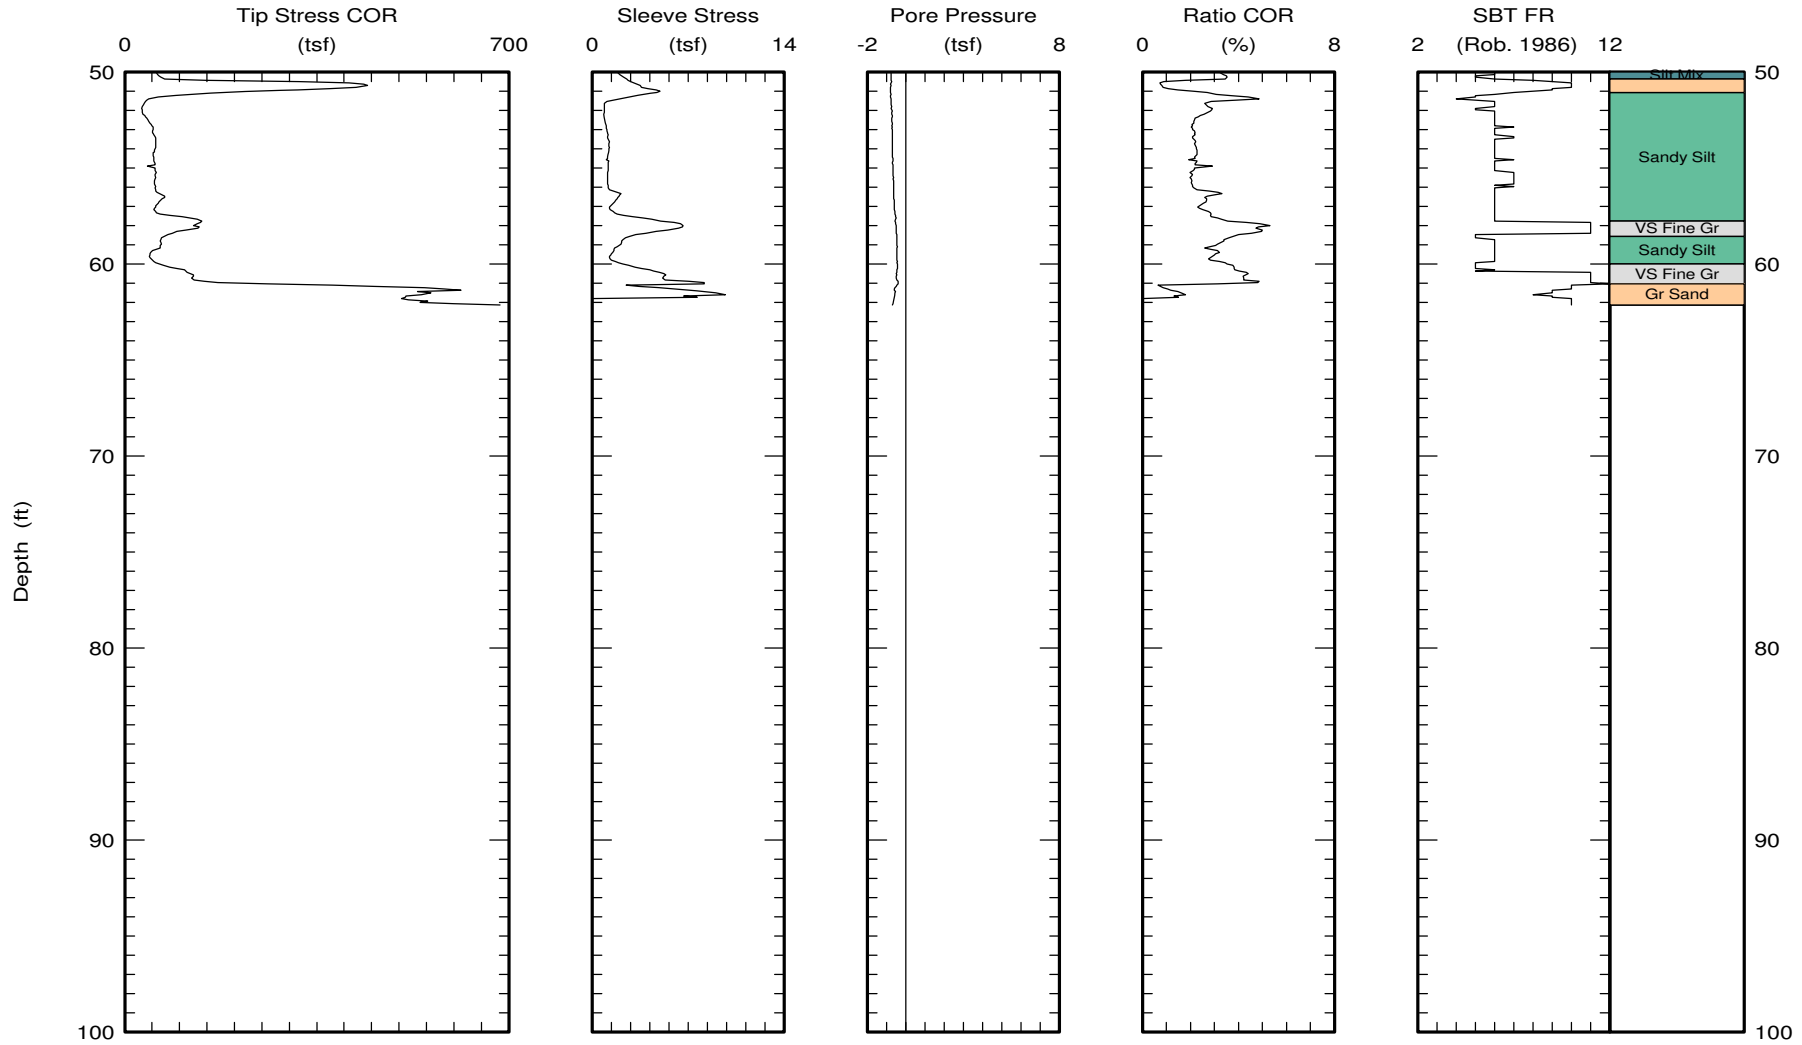 Tip Stress COR Sleeve Stress Pore Pressure Ratio COR SBT FR
0 (tsf) 700 0 (tsf) 14 -2 (tsf) 8 0 (%) 8 2 (Rob. 1986) 12
50 Silt Mix 50
Sandy Silt
VS Fine Gr
Sandy Silt
60 60
VS Fine Gr
Gr Sand
70 70
Depth (ft)
80 80
90 90
100 100